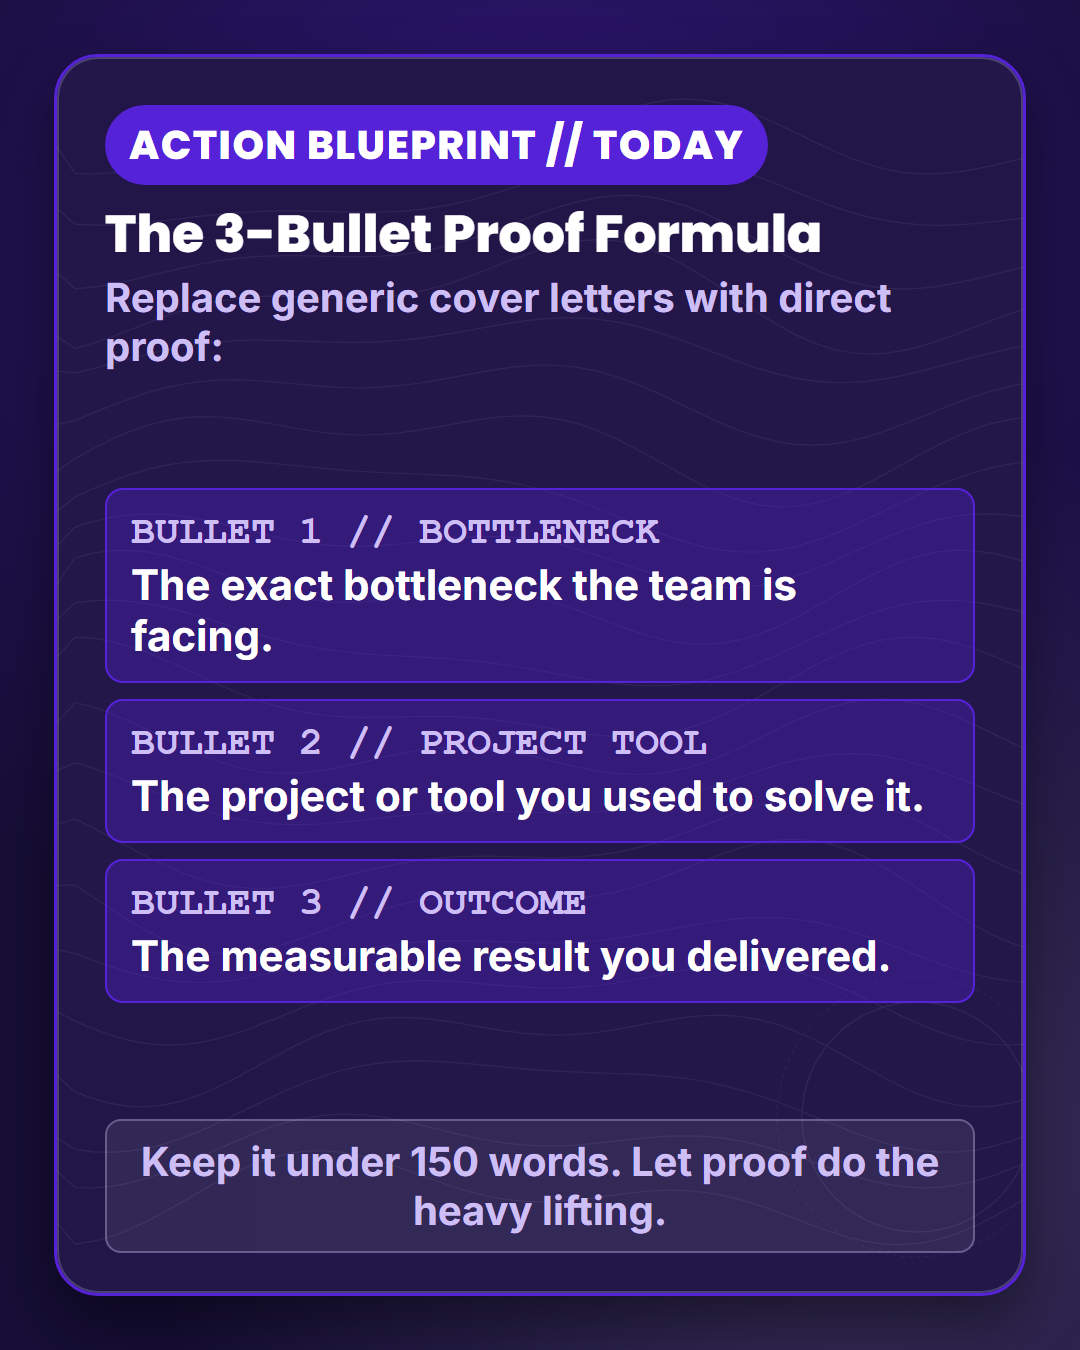 ACTION BLUEPRINT // TODAY
The 3-Bullet Proof Formula
Replace generic cover letters with direct
proof:
BULLET 1 // BOTTLENECK
The exact bottleneck the team is
facing.
BULLET 2 // PROJECT TOOL
The project or tool you used to solve it.
BULLET 3 // OUTCOME
The measurable result you delivered.
Keep it under 150 words. Let proof do the
heavy lifting.